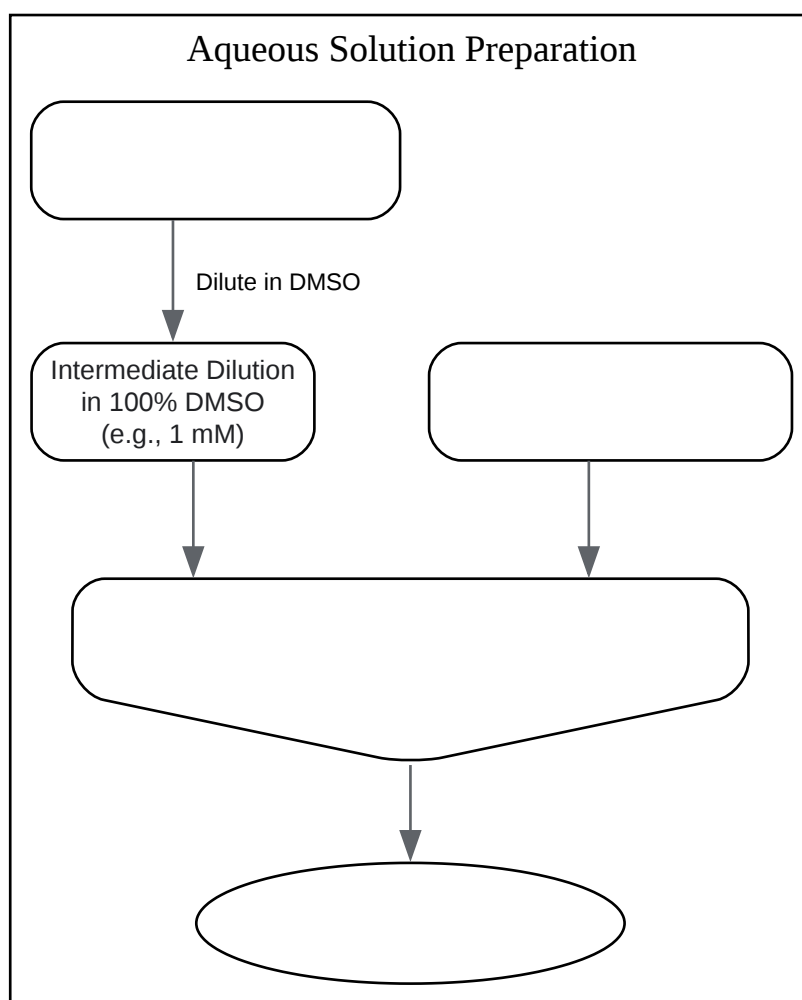 Aqueous Solution Preparation
Dilute in DMSO
Intermediate Dilution
in 100% DMSO
(e.g., 1 mM)